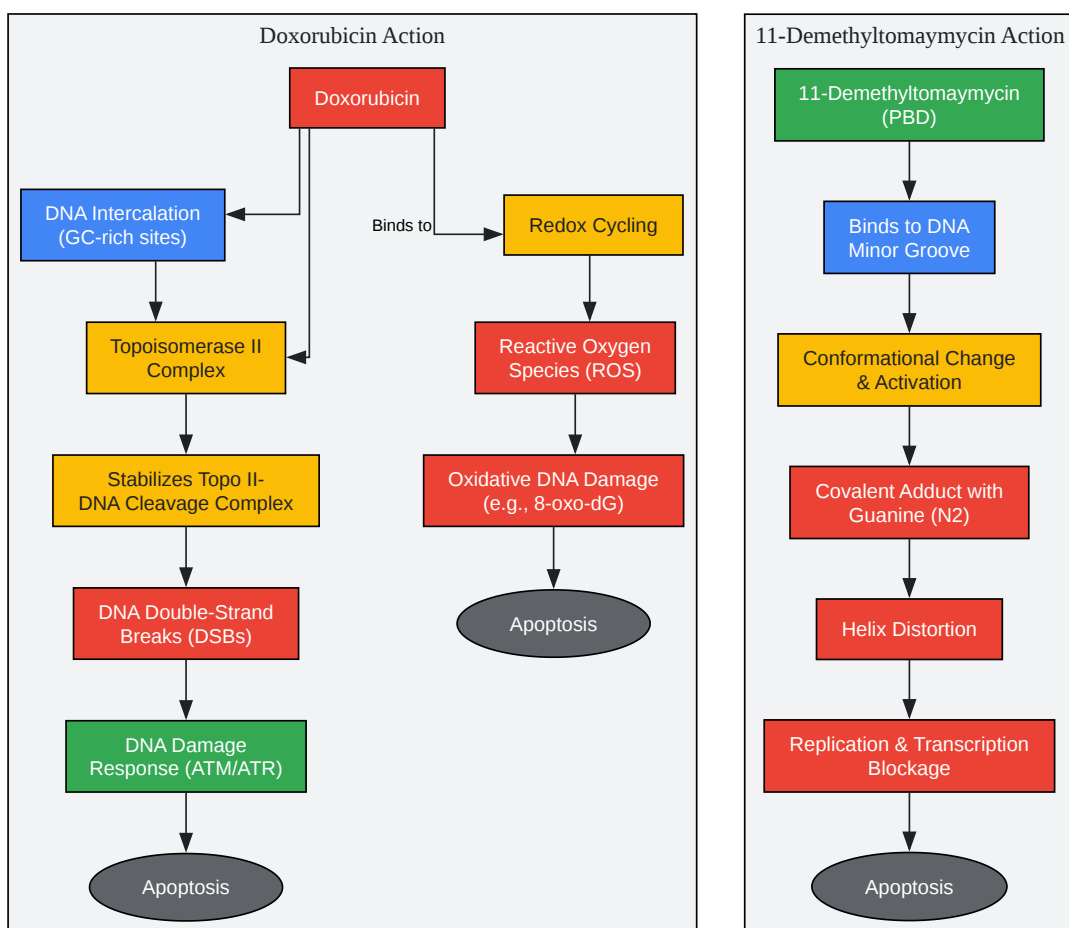 Doxorubicin Action
Doxorubicin
DNA Intercalation
(GC-rich sites)
Binds to
Redox Cycling
Topoisomerase II
Complex
Reactive Oxygen
Species (ROS)
Stabilizes Topo II-
DNA Cleavage Complex
Oxidative DNA Damage
(e.g., 8-oxo-dG)
DNA Double-Strand
Breaks (DSBs)
Apoptosis
DNA Damage
Response (ATM/ATR)
Apoptosis
11-Demethyltomaymycin Action
11-Demethyltomaymycin
(PBD)
Binds to DNA
Minor Groove
Conformational Change
& Activation
Covalent Adduct with
Guanine (N2)
Helix Distortion
Replication & Transcription
Blockage
Apoptosis